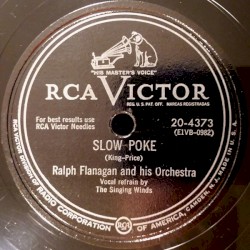 "HIS MASTER'S VOICE"
RCA VICTOR
REG. U.S. PAT. OFF. MARCAS REGISTRADAS
For best results use
RCA Victor Needles
20-4373
(E1VB-0982)
SLOW POKE
(King-Price)
Ralph Flanagan and his Orchestra
Vocal refrain by
The Singing Winds
RCA VICTOR DIVISION OF RADIO CORPORATION OF AMERICA, CAMDEN, N.J.
RCA